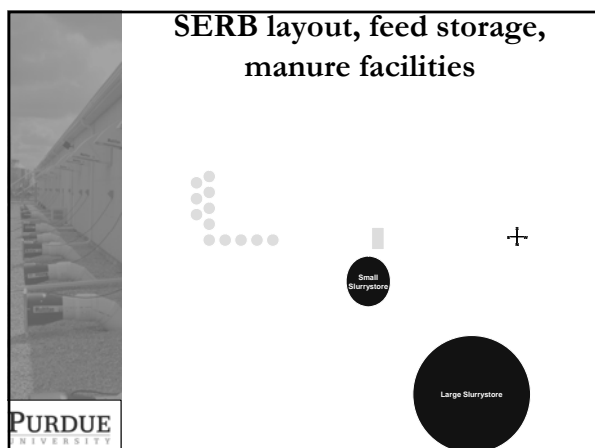 SERB layout, feed storage,
manure facilities
Small
Slurrystore
Large Slurrystore
PURDUE
UNIVERSITY